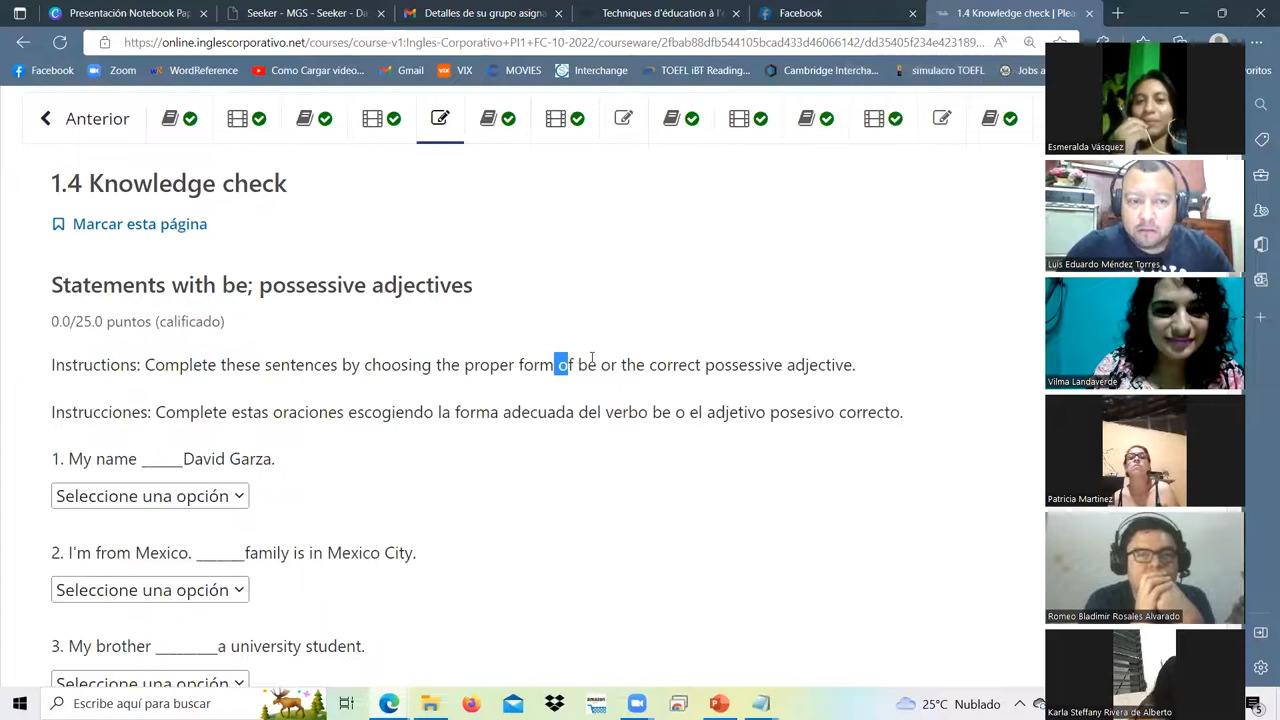 Presentación Notebook Pape
Seeker - MGS - Seeker - Da
Detalles de su grupo asigna
Techniques d'éducation à l'é
Facebook
1.4 Knowledge check | Ple
https://online.inglescorporativo.net/courses/course-v1:Ingles-Corporativo+PI1+FC-10-2022/courseware/2fbab88dfb544105bcad433d46066142/dd35405f234e423189...
Facebook
Zoom
WordReference
Como Cargar video...
Gmail
VIX
MOVIES
Interchange
TOEFL iBT Reading...
Cambridge Intercha...
simulacro TOEFL
Jobs a
oritos
Anterior
1.4 Knowledge check
Marcar esta página
Statements with be; possessive adjectives
0.0/25.0 puntos (calificado)
Instructions: Complete these sentences by choosing the proper form of be or the correct possessive adjective.
Instrucciones: Complete estas oraciones escogiendo la forma adecuada del verbo be o el adjetivo posesivo correcto.
1. My name ______David Garza.
Seleccione una opción
2. I'm from Mexico. _______family is in Mexico City.
Seleccione una opción
3. My brother _________a university student.
Seleccione una opción
Esmeralda Vásquez
Luis Eduardo Méndez Torres
Vilma Landaverde
Patricia Martinez
Romeo Bladimir Rosales Alvarado
Karla Steffany Rivera de Alberto
Escribe aquí para buscar
amazon
25°C Nublado